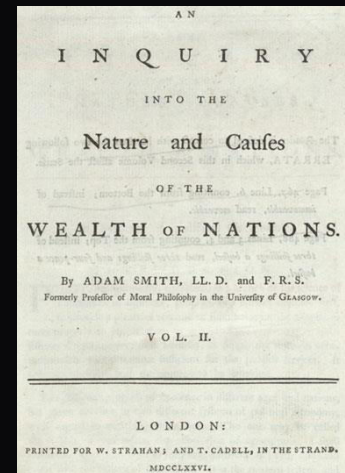 AN
INQUIRY
INTO THE
Nature and Cauſes
OF THE
WEALTH OF NATIONS.
By ADAM SMITH, LL. D. and F. R. S.
Formerly Profeſſor of Moral Philoſophy in the Univerſity of GLASGOW.
VOL. II.
LONDON:
PRINTED FOR W. STRAHAN; AND T. CADELL, IN THE STRAND.
MDCCLXXVI.